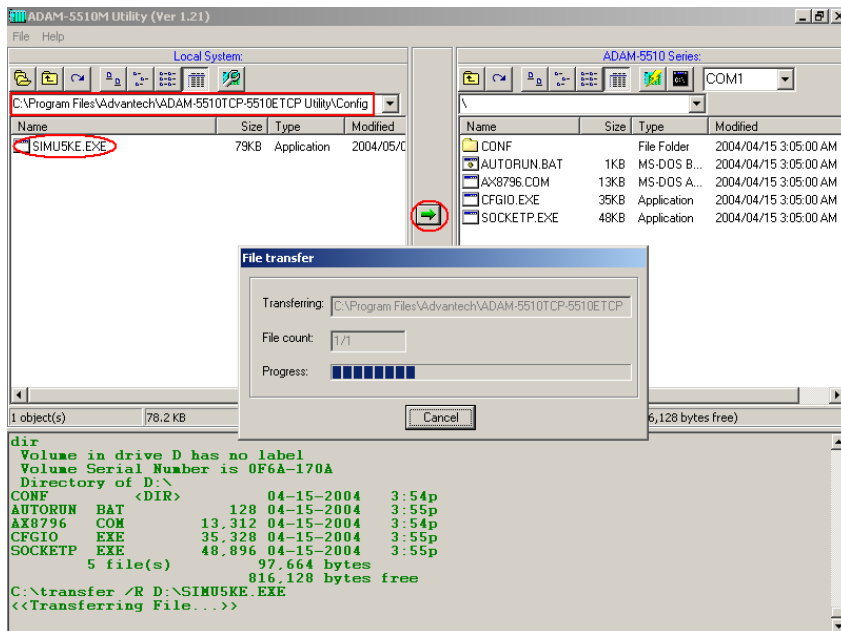 ADAM-5510M Utility (Ver 1.21)
File Help
Local System:
C:\Program Files\Advantech\ADAM-5510TCP-5510ETCP Utility\Config
Name Size Type Modified
SIMU5KE.EXE 79KB Application 2004/05/0
1 object(s) 78.2 KB
ADAM-5510 Series:
COM1
\
Name Size Type Modified
CONF File Folder 2004/04/15 3:05:00 AM
AUTORUN.BAT 1KB MS-DOS B... 2004/04/15 3:05:00 AM
AX8796.COM 13KB MS-DOS A... 2004/04/15 3:05:00 AM
CFGIO.EXE 35KB Application 2004/04/15 3:05:00 AM
SOCKETP.EXE 48KB Application 2004/04/15 3:05:00 AM
6,128 bytes free)
File transfer
Transferring: C:\Program Files\Advantech\ADAM-5510TCP-5510ETCP
File count: 1/1
Progress:
Cancel
dir
Volume in drive D has no label
Volume Serial Number is 0F6A-170A
Directory of D:\
CONF <DIR> 04-15-2004 3:54p
AUTORUN BAT 128 04-15-2004 3:55p
AX8796 COM 13,312 04-15-2004 3:54p
CFGIO EXE 35,328 04-15-2004 3:55p
SOCKETP EXE 48,896 04-15-2004 3:55p
5 file(s) 97,664 bytes
816,128 bytes free
C:\transfer /R D:\SIMU5KE.EXE
<<Transferring File...>>